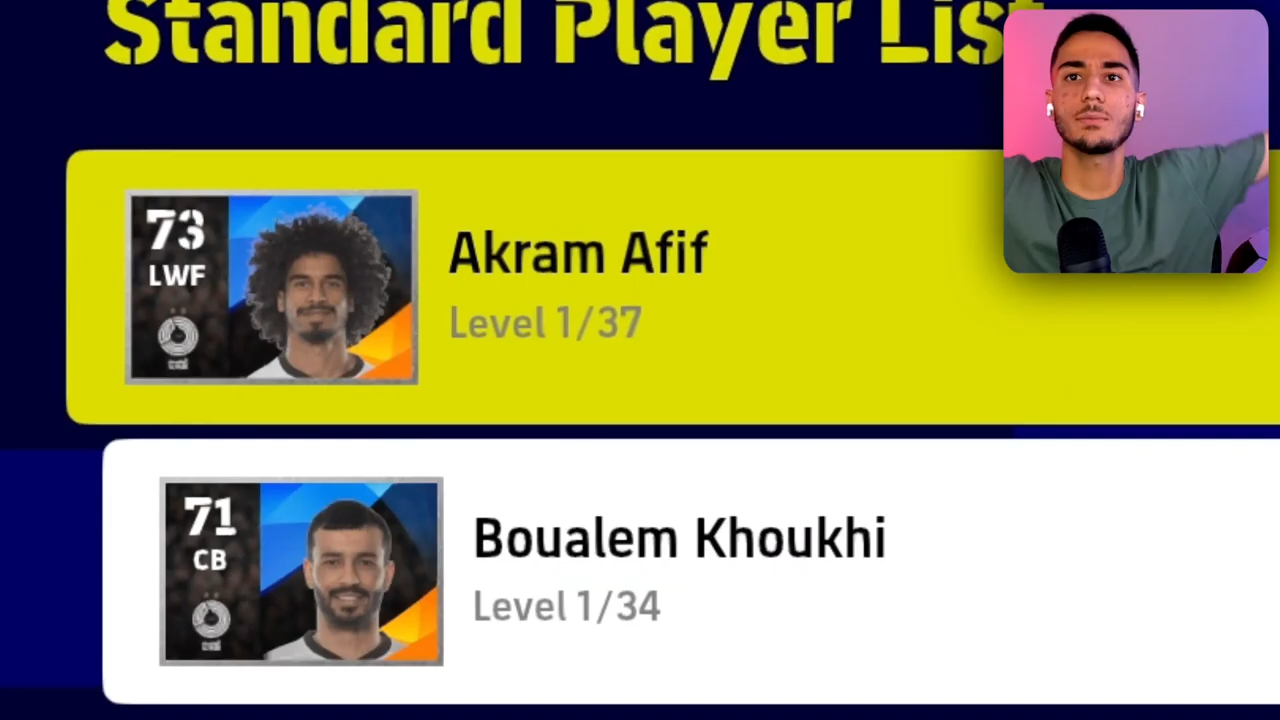 Standard Player List
73
LWF
Akram Afif
Level 1/37
71
CB
Boualem Khoukhi
Level 1/34